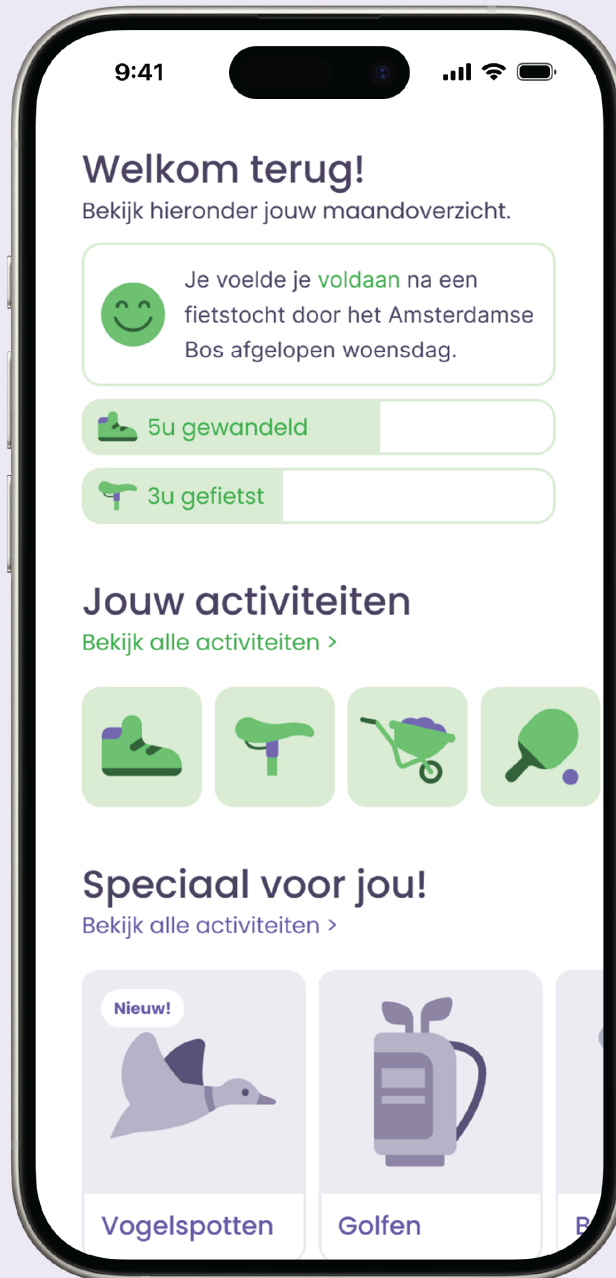 9:41
Welkom terug!
Bekijk hieronder jouw maandoverzicht.
Je voelde je voldaan na een
fietstocht door het Amsterdamse
Bos afgelopen woensdag.
5u gewandeld
3u gefietst
Jouw activiteiten
Bekijk alle activiteiten >
Speciaal voor jou!
Bekijk alle activiteiten >
Nieuw!
Vogelspotten
Golfen